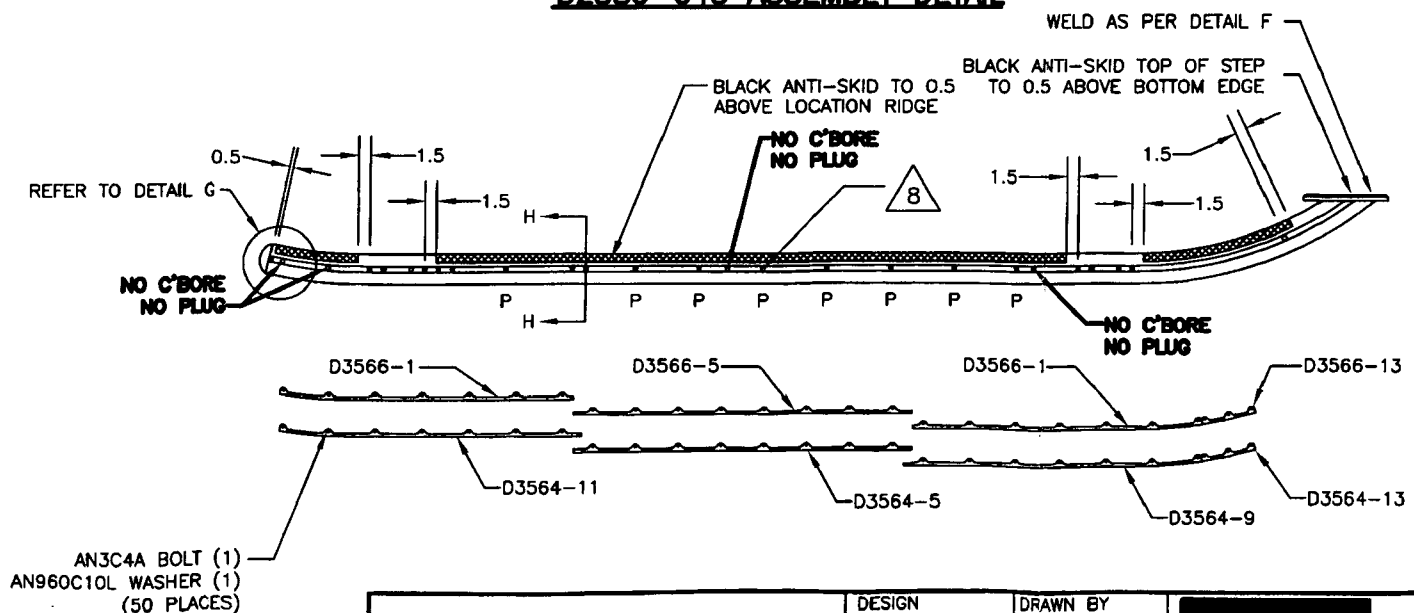 ASSEMBLY DETAIL
WELD AS PER DETAIL F
BLACK ANTI-SKID TOP OF STEP
TO 0.5 ABOVE BOTTOM EDGE
BLACK ANTI-SKID TO 0.5
ABOVE LOCATION RIDGE
NO C'BORE
NO PLUG
0.5
1.5
1.5
8
1.5
1.5
1.5
REFER TO DETAIL G
H
H
NO C'BORE
NO PLUG
P P P P P P P P
NO C'BORE
NO PLUG
D3566-1
D3566-5
D3566-1
D3566-13
D3564-11
D3564-5
D3564-9
D3564-13
AN3C4A BOLT (1)
AN960C10L WASHER (1)
(50 PLACES)
DESIGN
DRAWN BY